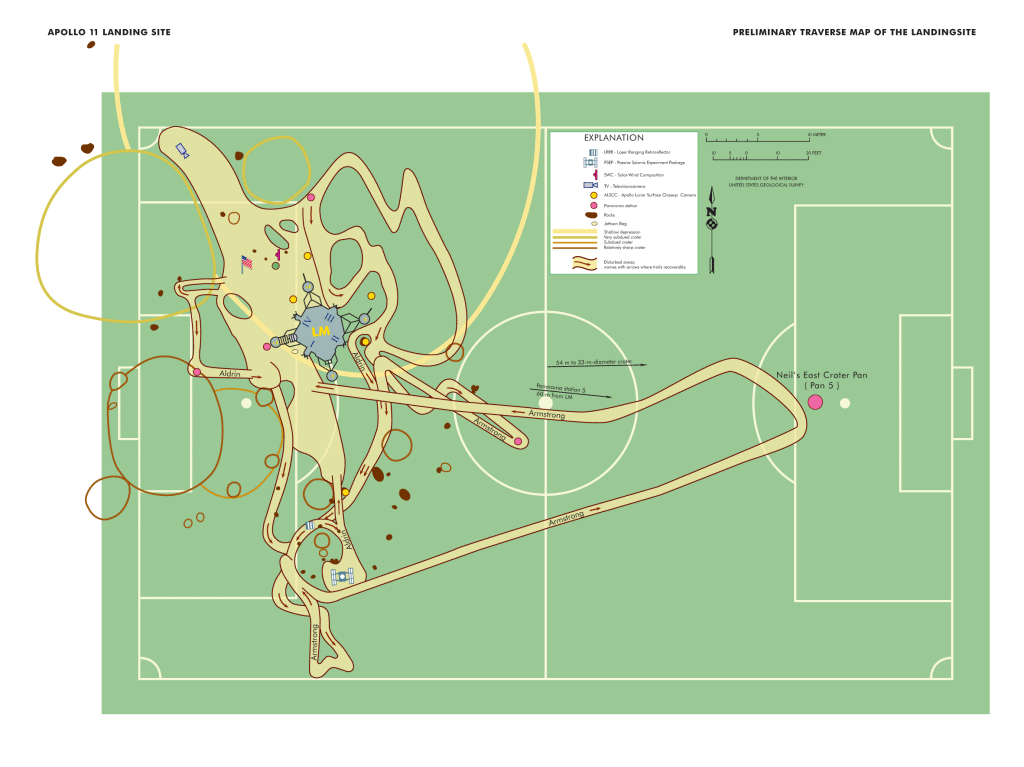 APOLLO 11 LANDING SITE
PRELIMINARY TRAVERSE MAP OF THE LANDINGSITE
EXPLANATION
LRRR - Laser Ranging Retroreflector
PSEP - Passive Seismic Experiment Package
SWC - Solar Wind Composition
TV - Televisioncamera
ALSCC - Apollo Lunar Surface Closeup Camera
Panorama station
Rocks
Jettison Bag
Shallow depression
Very subdued crater
Subdued crater
Relatively sharp crater
Disturbed areas,
names with arrows where trails recoverable.
0 5 10 METER
10 5 0 10 20 FEET
DEPARTMENT OF THE INTERIOR
UNITED STATES GEOLOGICAL SURVEY
N
III
IV
LM
I
II
Aldrin
Aldrin
54 m to 33-m-diameter crater
Panorama station 5
60 m from LM
Neil's East Crater Pan
( Pan 5 )
Armstrong
Armstrong
Armstrong
Aldrin
Armstrong